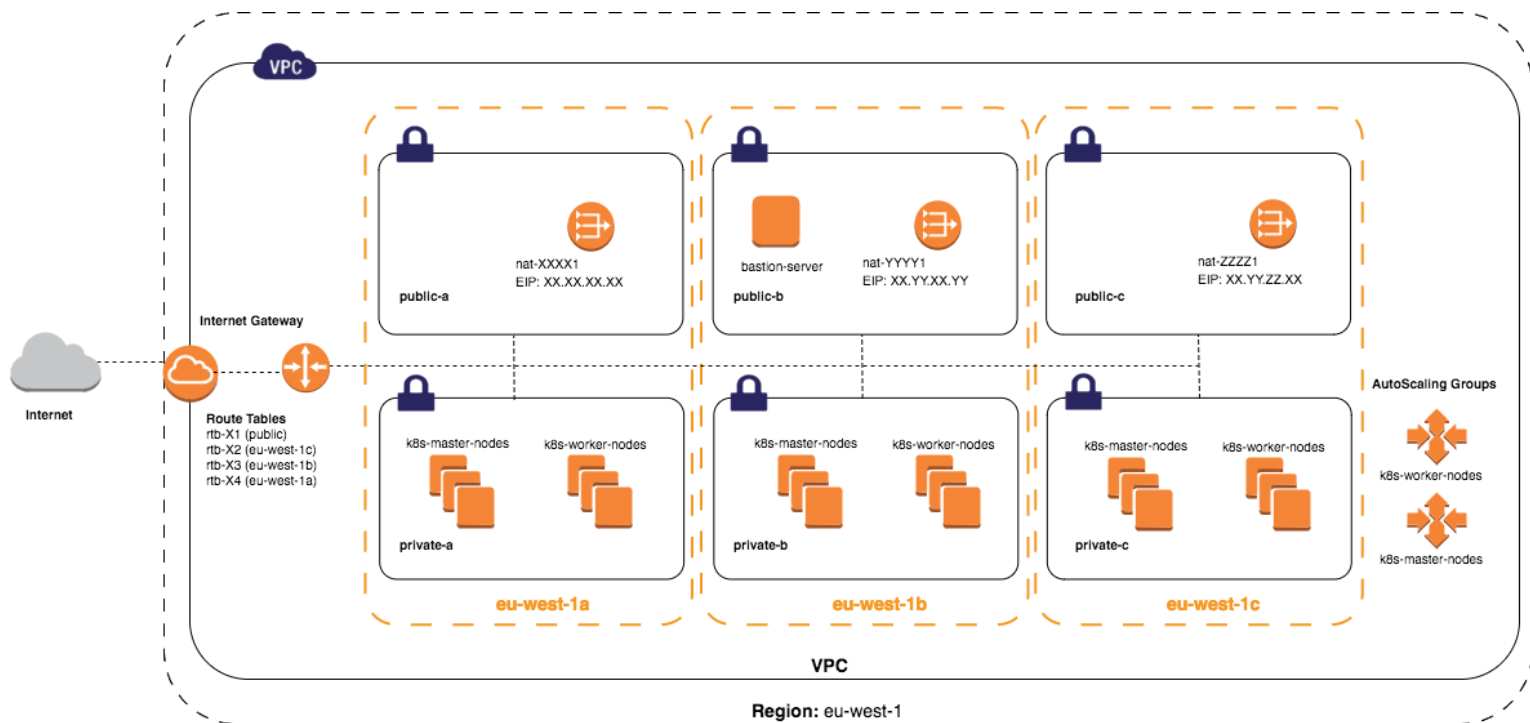 VPC
nat-XXXX1
EIP: XX.XX.XX.XX
public-a
bastion-server
nat-YYYY1
EIP: XX.YY.XX.YY
public-b
nat-ZZZZ1
EIP: XX.YY.ZZ.XX
public-c
Internet Gateway
Internet
Route Tables
rtb-X1 (public)
rtb-X2 (eu-west-1c)
rtb-X3 (eu-west-1b)
rtb-X4 (eu-west-1a)
k8s-master-nodes
k8s-worker-nodes
private-a
k8s-master-nodes
k8s-worker-nodes
private-b
k8s-master-nodes
k8s-worker-nodes
private-c
AutoScaling Groups
k8s-worker-nodes
k8s-master-nodes
eu-west-1a
eu-west-1b
eu-west-1c
VPC
Region: eu-west-1